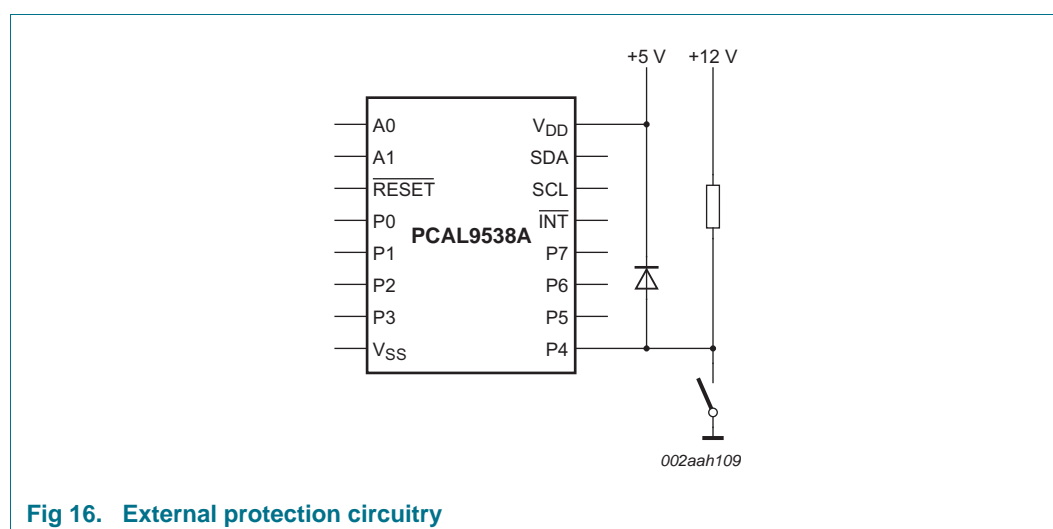 +5 V +12 V
A0 VDD
A1 SDA
RESET SCL
P0 INT
PCAL9538A
P1 P7
P2 P6
P3 P5
VSS P4
002aah109
Fig 16. External protection circuitry